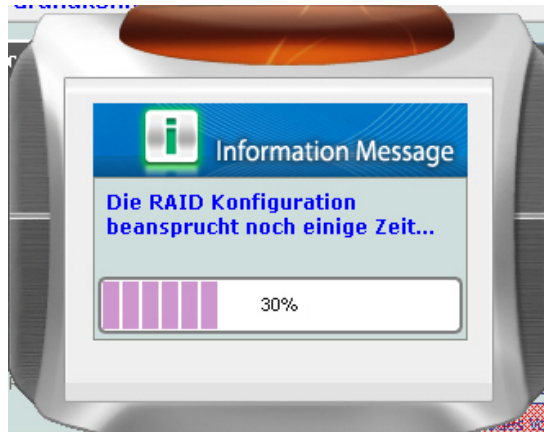 Information Message
Die RAID Konfiguration
beansprucht noch einige Zeit...
30%